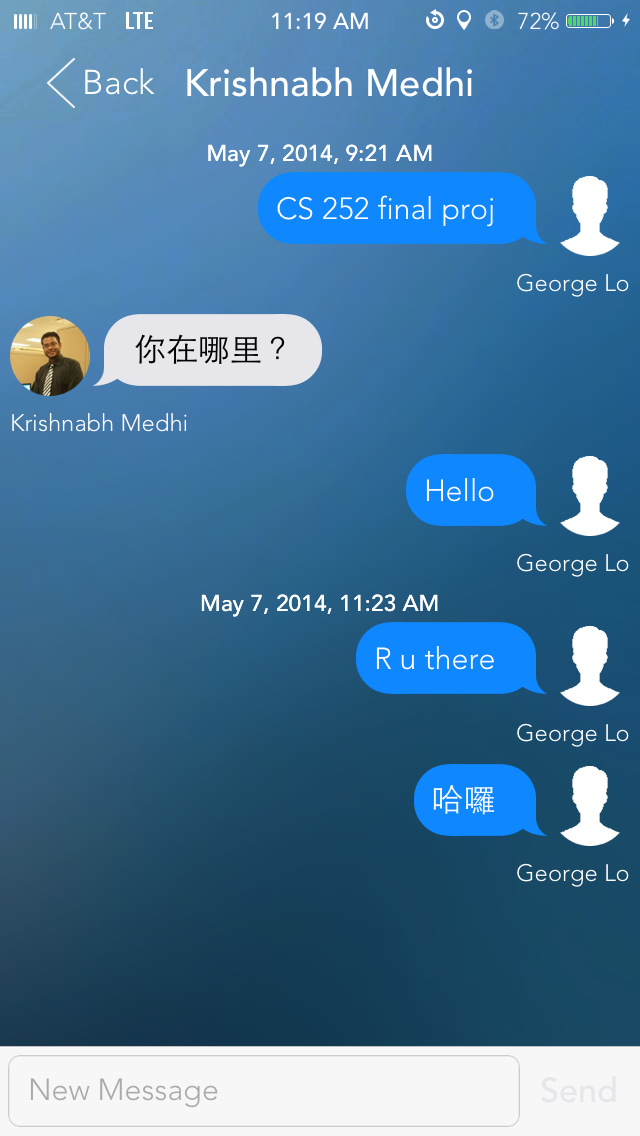 AT&T LTE 11:19 AM 72%
Back Krishnabh Medhi
May 7, 2014, 9:21 AM
CS 252 final proj
George Lo
你在哪里？
Krishnabh Medhi
Hello
George Lo
May 7, 2014, 11:23 AM
R u there
George Lo
哈囉
George Lo
New Message Send